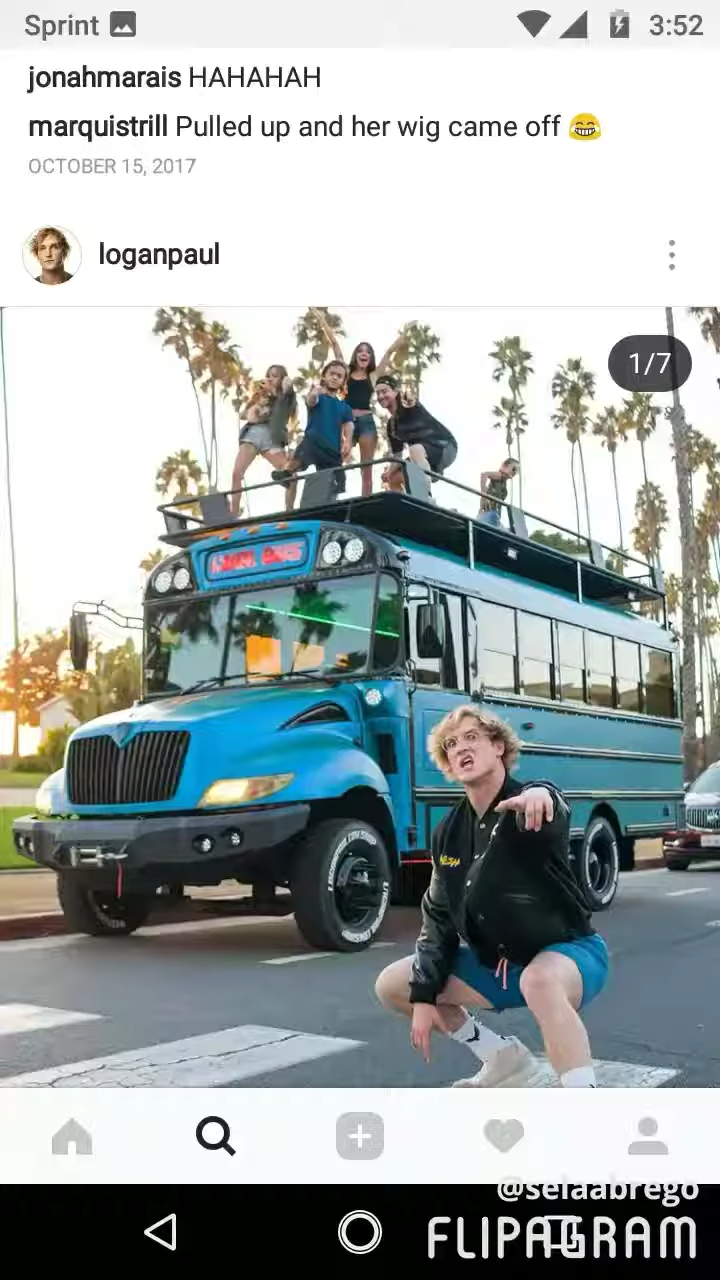 Sprint 3:52
jonahmarais HAHAHAH
marquistrill Pulled up and her wig came off 😂
OCTOBER 15, 2017
loganpaul
1/7
@selaabrego
FLIPAGRAM